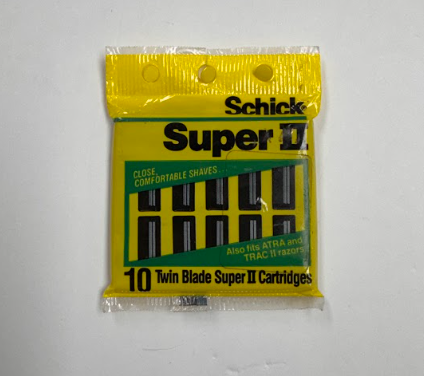 Schick
Super II
CLOSE
COMFORTABLE SHAVES...
Also fits ATRA and
TRAC II razors
10 Twin Blade Super II Cartridges